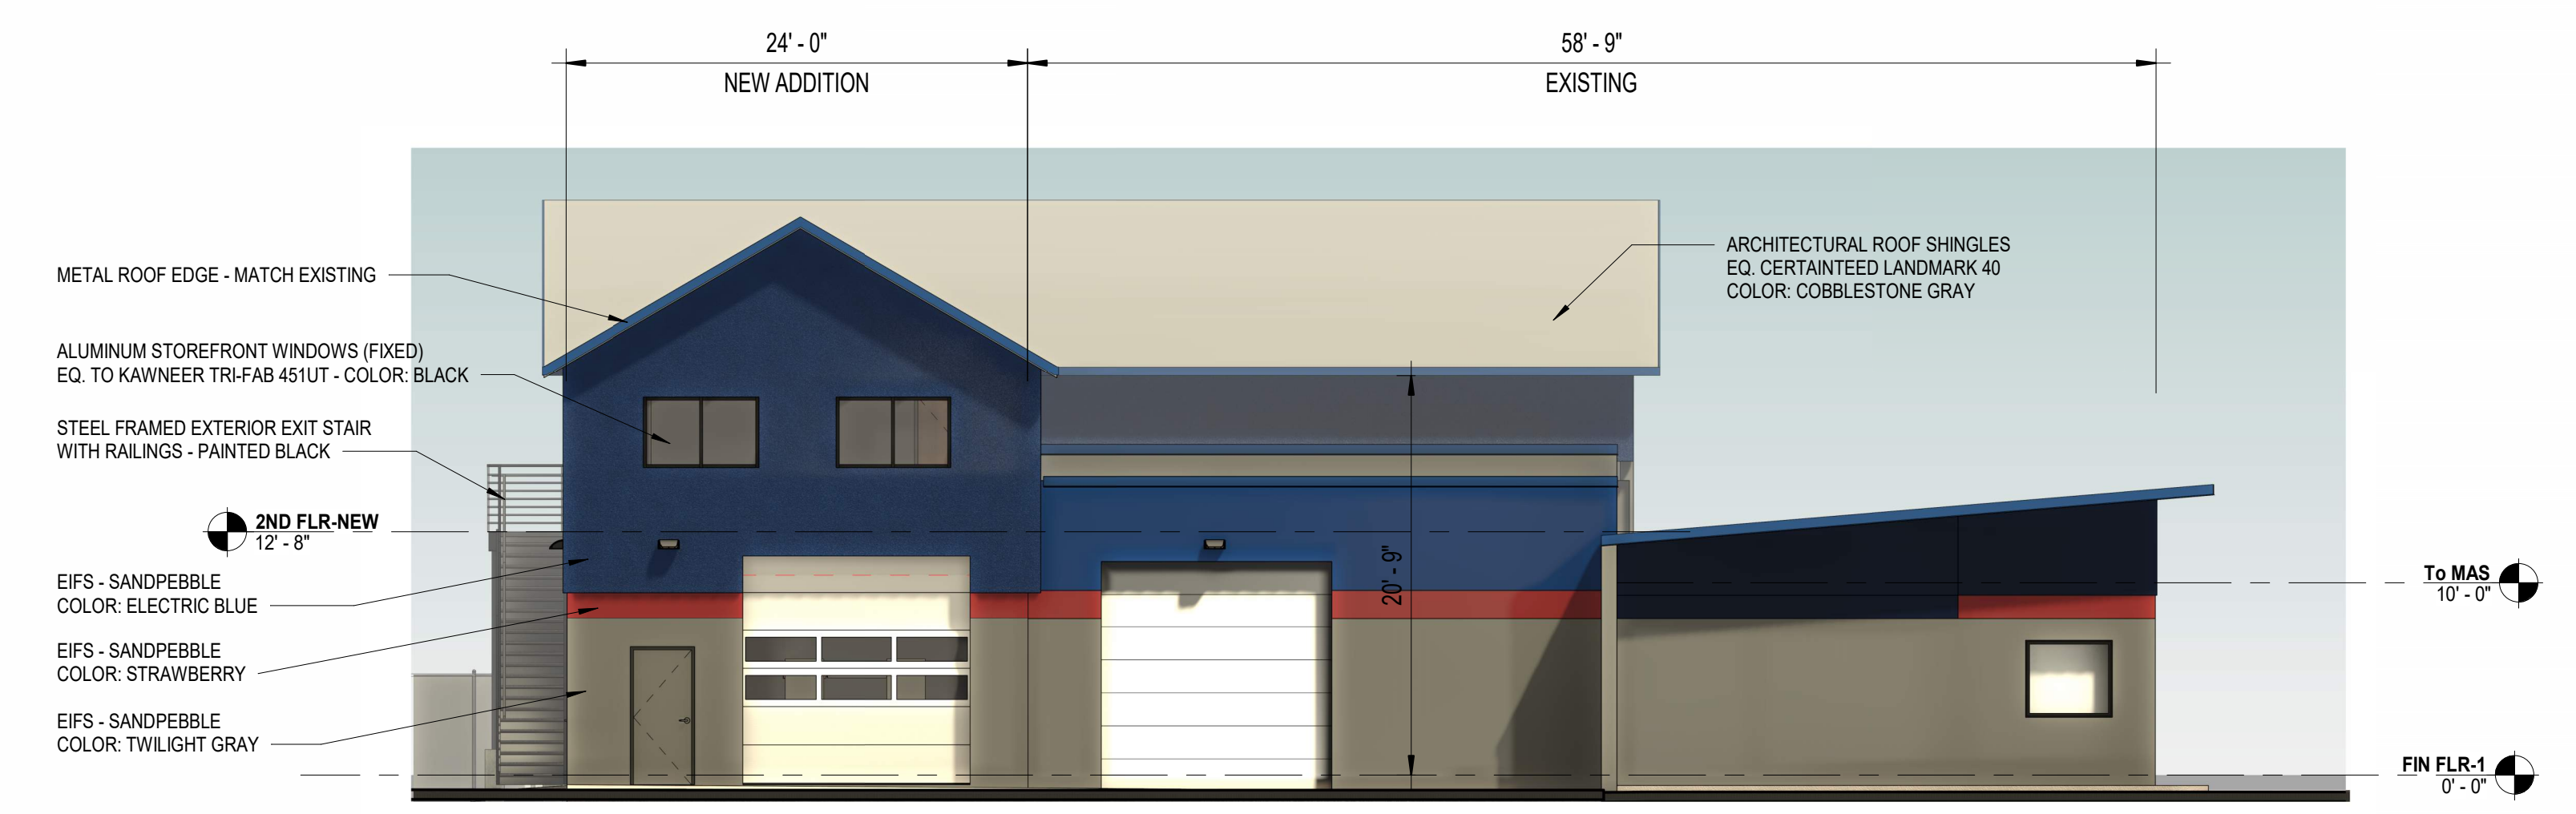 24' - 0"
58' - 9"
NEW ADDITION
EXISTING
ARCHITECTURAL ROOF SHINGLES
EQ. CERTAINTEED LANDMARK 40
COLOR: COBBLESTONE GRAY
METAL ROOF EDGE - MATCH EXISTING
ALUMINUM STOREFRONT WINDOWS (FIXED)
EQ. TO KAWNEER TRI-FAB 451UT - COLOR: BLACK
STEEL FRAMED EXTERIOR EXIT STAIR
WITH RAILINGS - PAINTED BLACK
2ND FLR-NEW
12' - 8"
EIFS - SANDPEBBLE
COLOR: ELECTRIC BLUE
EIFS - SANDPEBBLE
COLOR: STRAWBERRY
EIFS - SANDPEBBLE
COLOR: TWILIGHT GRAY
20' - 9"
To MAS
10' - 0"
FIN FLR-1
0' - 0"